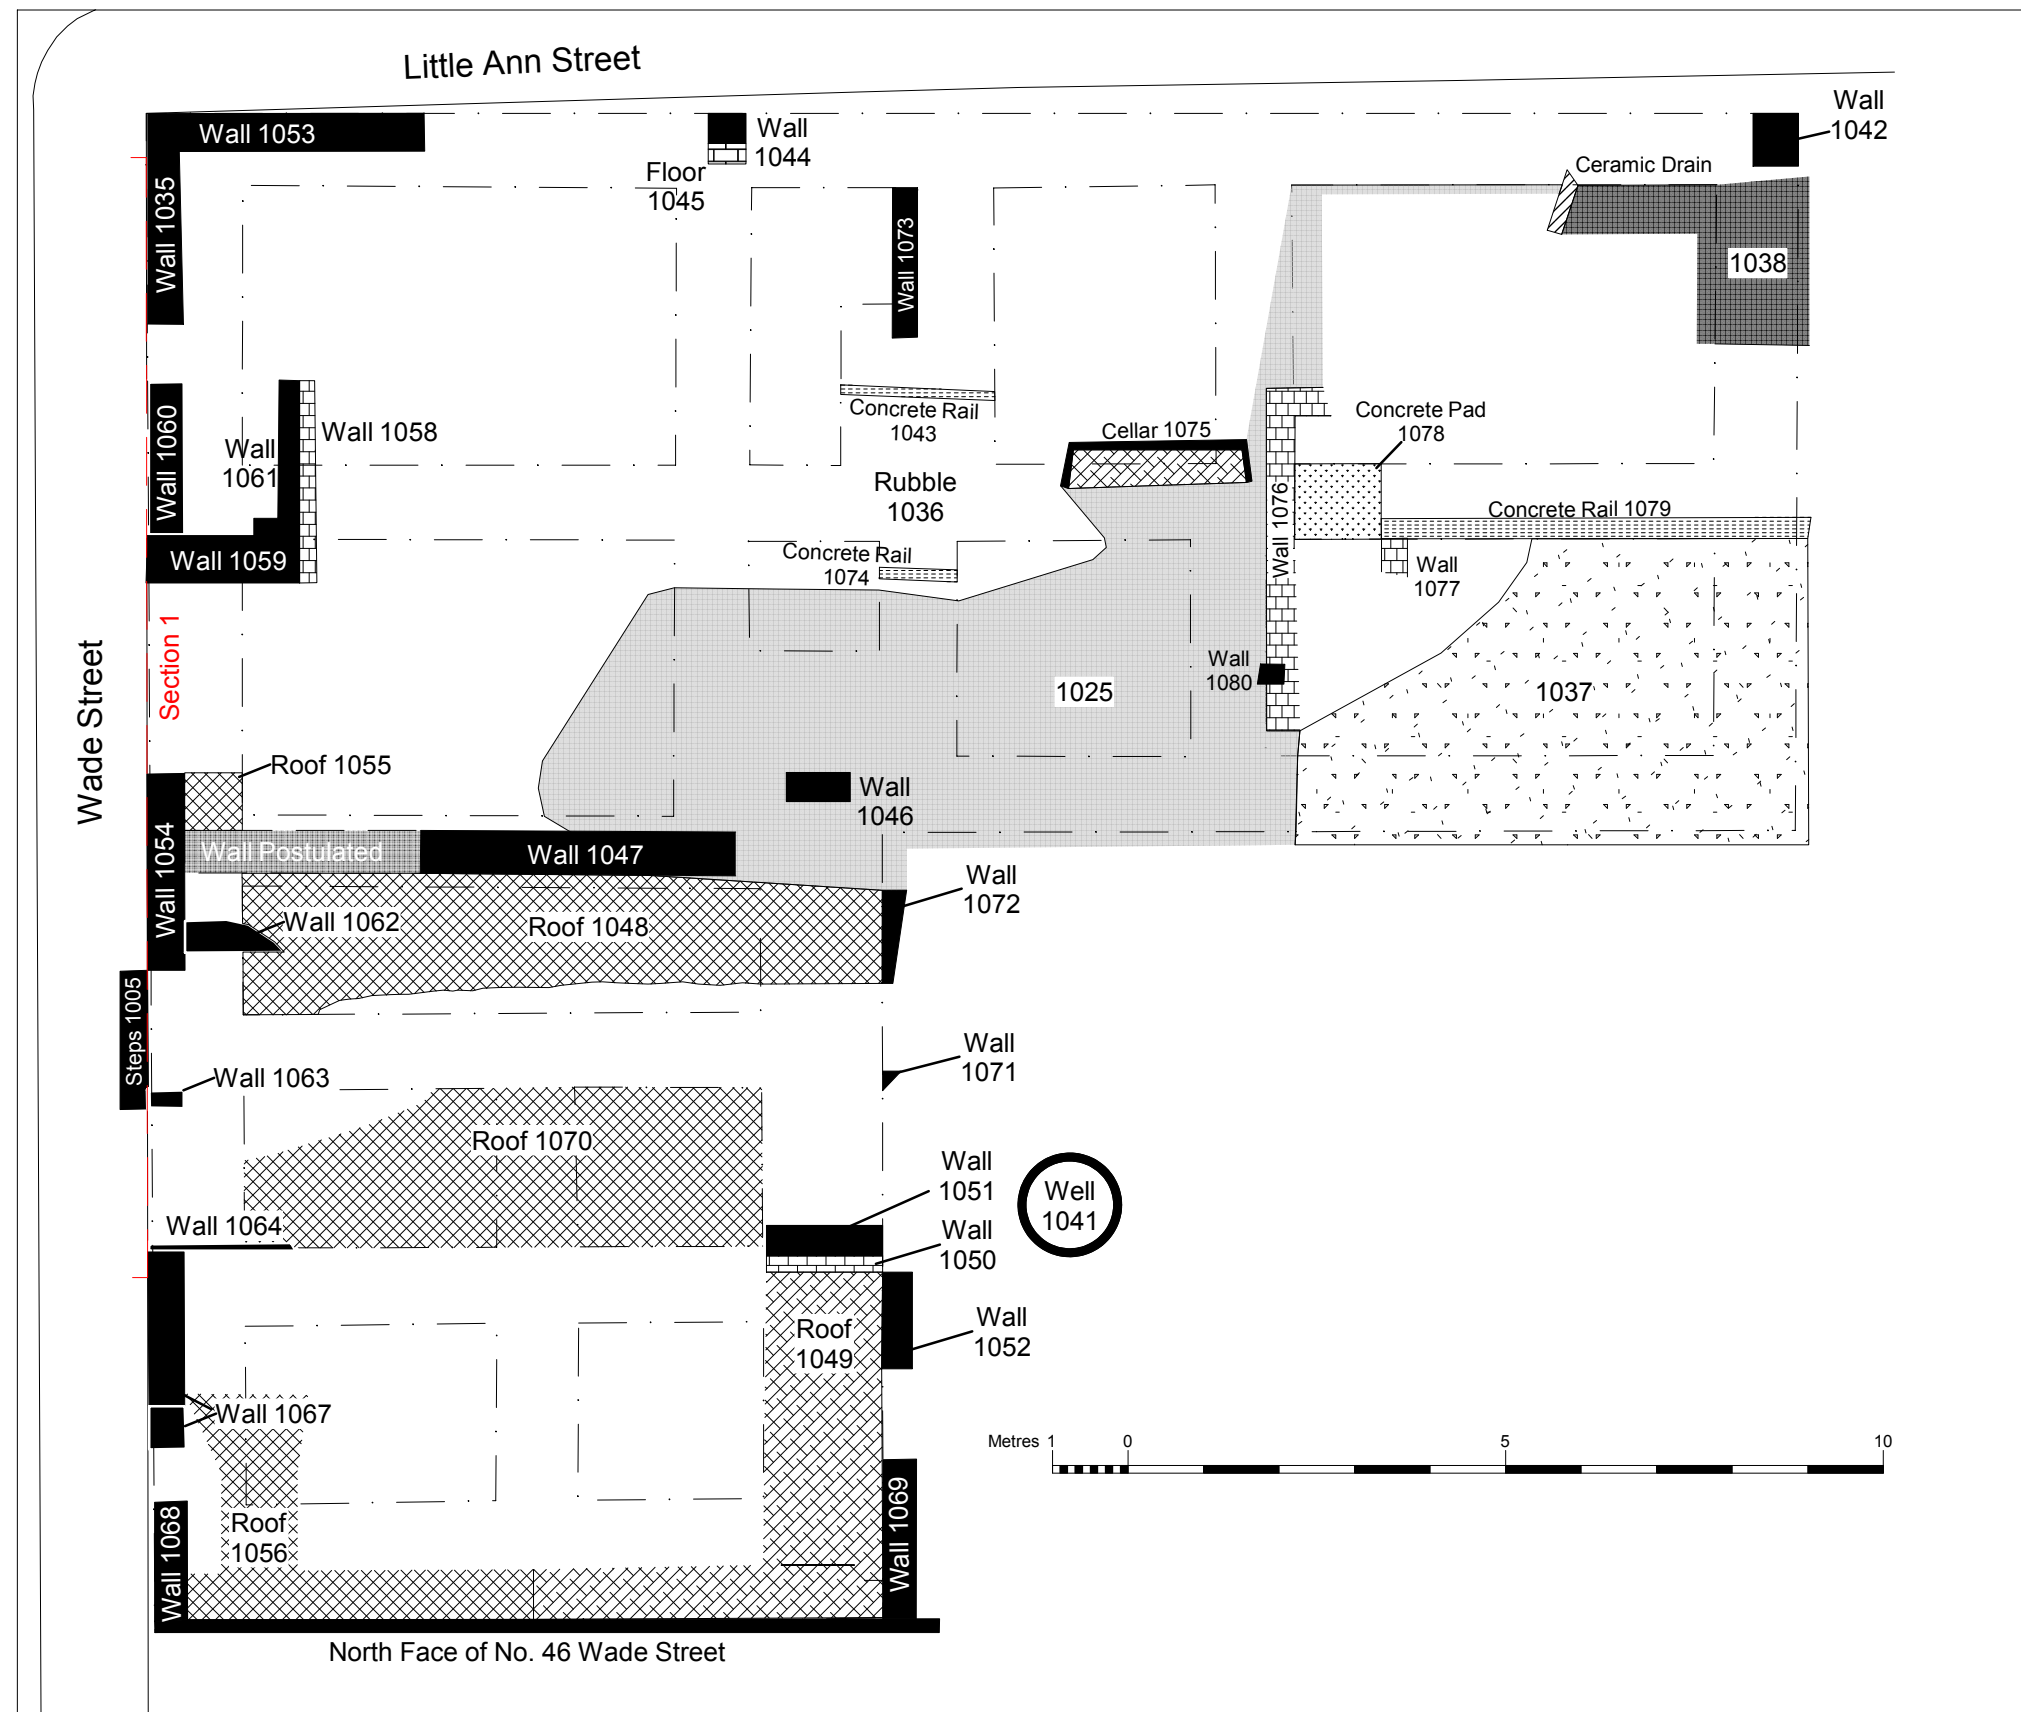 Little Ann Street
Wall
1042
Wall 1053
Wall
1044
Floor
1045
Ceramic Drain
Wall 1035
Wall 1073
1038
Concrete Rail
1043
Concrete Pad
1078
Wall 1060
Wall
1061
Wall 1058
Cellar 1075
Rubble
1036
Wall 1076
Concrete Rail 1079
Wall 1059
Concrete Rail
1074
Wall
1077
Wade Street
Section 1
Wall
1080
1025
1037
Roof 1055
Wall
1046
Wall 1054
Wall Postulated
Wall 1047
Wall
1072
Wall 1062
Roof 1048
Steps 1005
Wall
1071
Wall 1063
Roof 1070
Wall
1051
Well
1041
Wall 1064
Wall
1050
Roof
1049
Wall
1052
Wall 1067
Metres 1 0 5 10
Roof
1056
Wall 1068
Wall 1069
North Face of No. 46 Wade Street